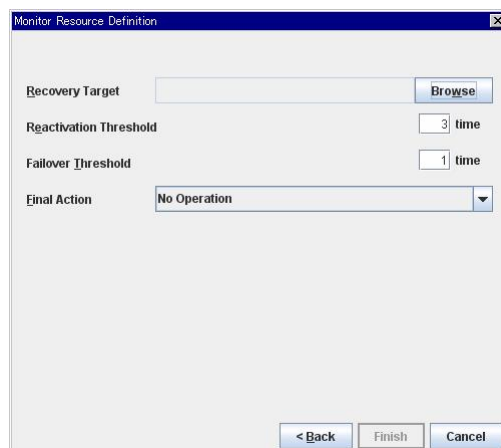 Monitor Resource Definition
Recovery Target Browse
Reactivation Threshold 3 time
Failover Threshold 1 time
Final Action No Operation
< Back Finish Cancel